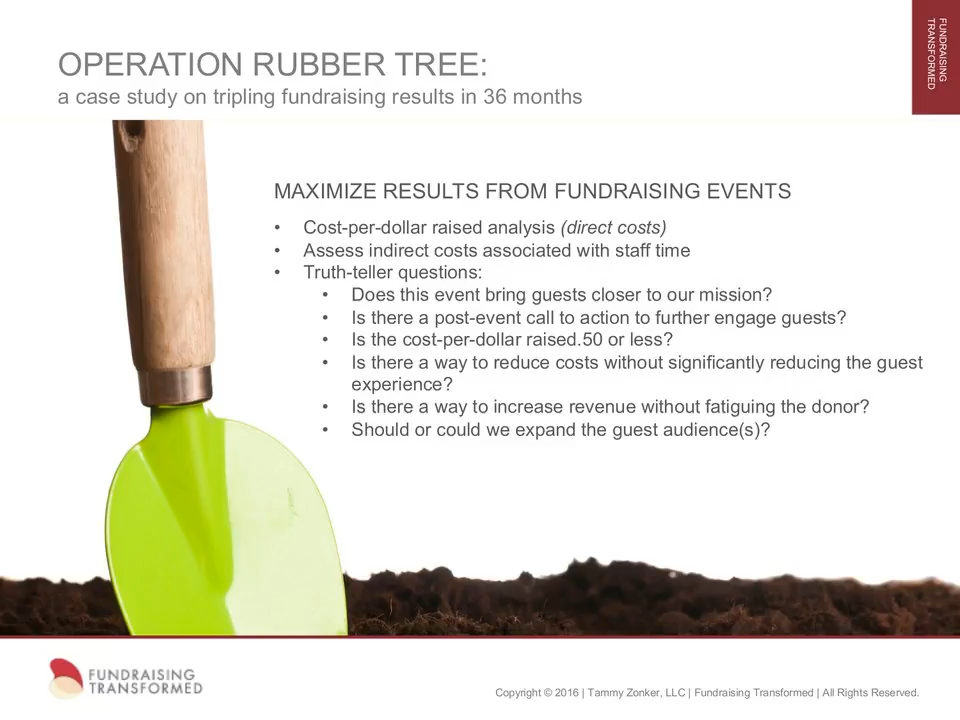 OPERATION RUBBER TREE:
a case study on tripling fundraising results in 36 months
FUNDRAISING
TRANSFORMED
MAXIMIZE RESULTS FROM FUNDRAISING EVENTS
• Cost-per-dollar raised analysis (direct costs)
• Assess indirect costs associated with staff time
• Truth-teller questions:
• Does this event bring guests closer to our mission?
• Is there a post-event call to action to further engage guests?
• Is the cost-per-dollar raised.50 or less?
• Is there a way to reduce costs without significantly reducing the guest
experience?
• Is there a way to increase revenue without fatiguing the donor?
• Should or could we expand the guest audience(s)?
FUNDRAISING
TRANSFORMED
Copyright © 2016 | Tammy Zonker, LLC | Fundraising Transformed | All Rights Reserved.